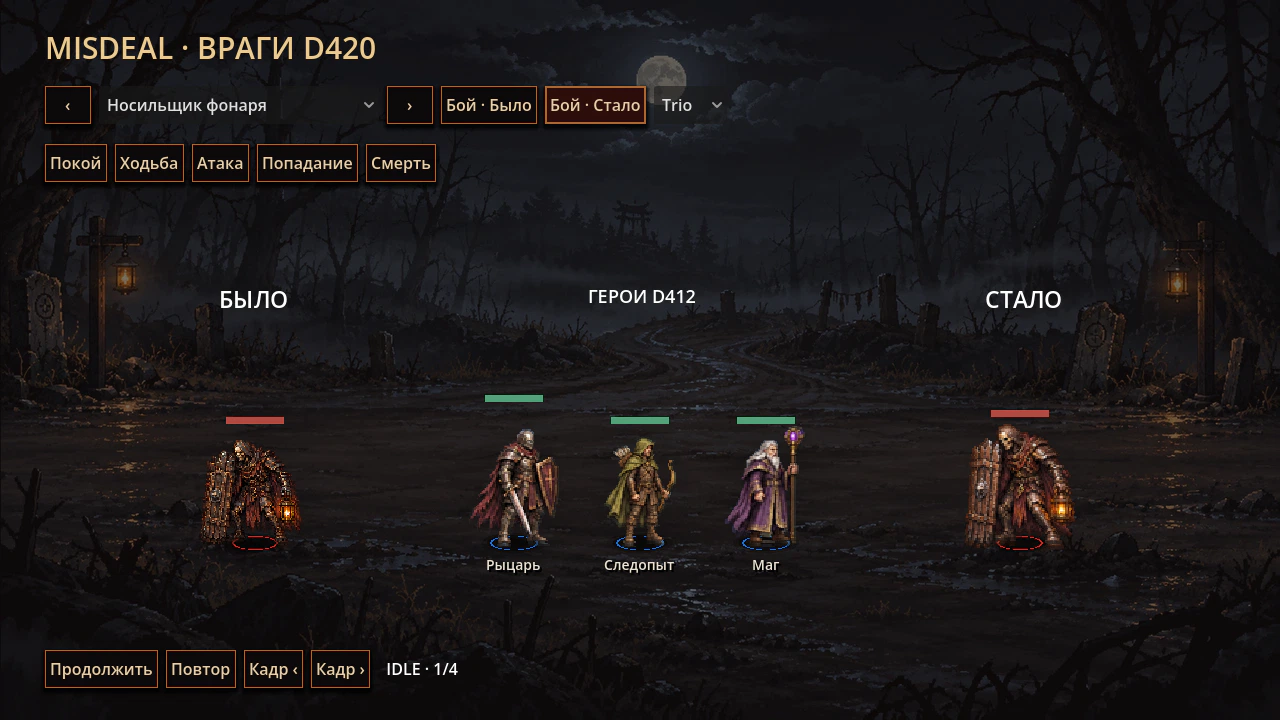 MISDEAL · ВРАГИ D420
‹ Носильщик фонаря › Бой · Было Бой · Стало Trio
Покой Ходьба Атака Попадание Смерть
БЫЛО ГЕРОИ D412 СТАЛО
Рыцарь Следопыт Маг
Продолжить Повтор Кадр ‹ Кадр › IDLE · 1/4